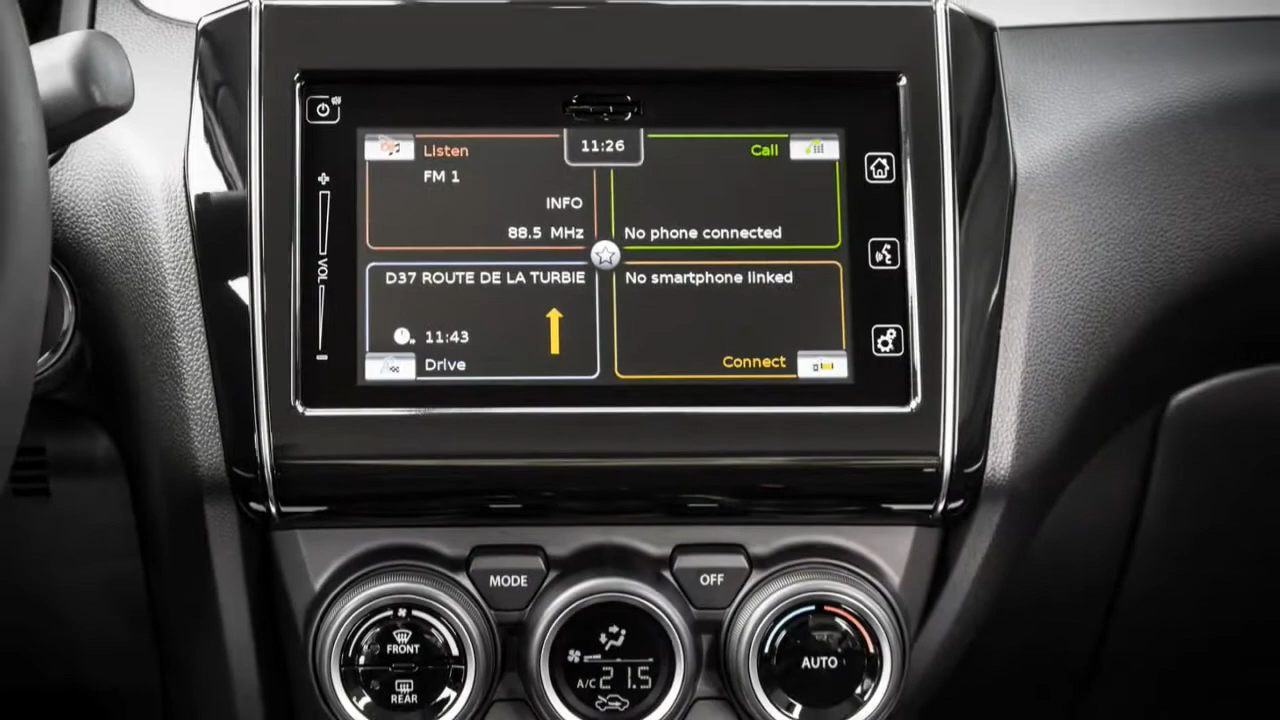 11:26
Listen
FM 1
INFO
88.5 MHz
Call
No phone connected
VOL
D37 ROUTE DE LA TURBIE
11:43
Drive
No smartphone linked
Connect
MODE
OFF
FRONT
REAR
A/C 21.5
AUTO